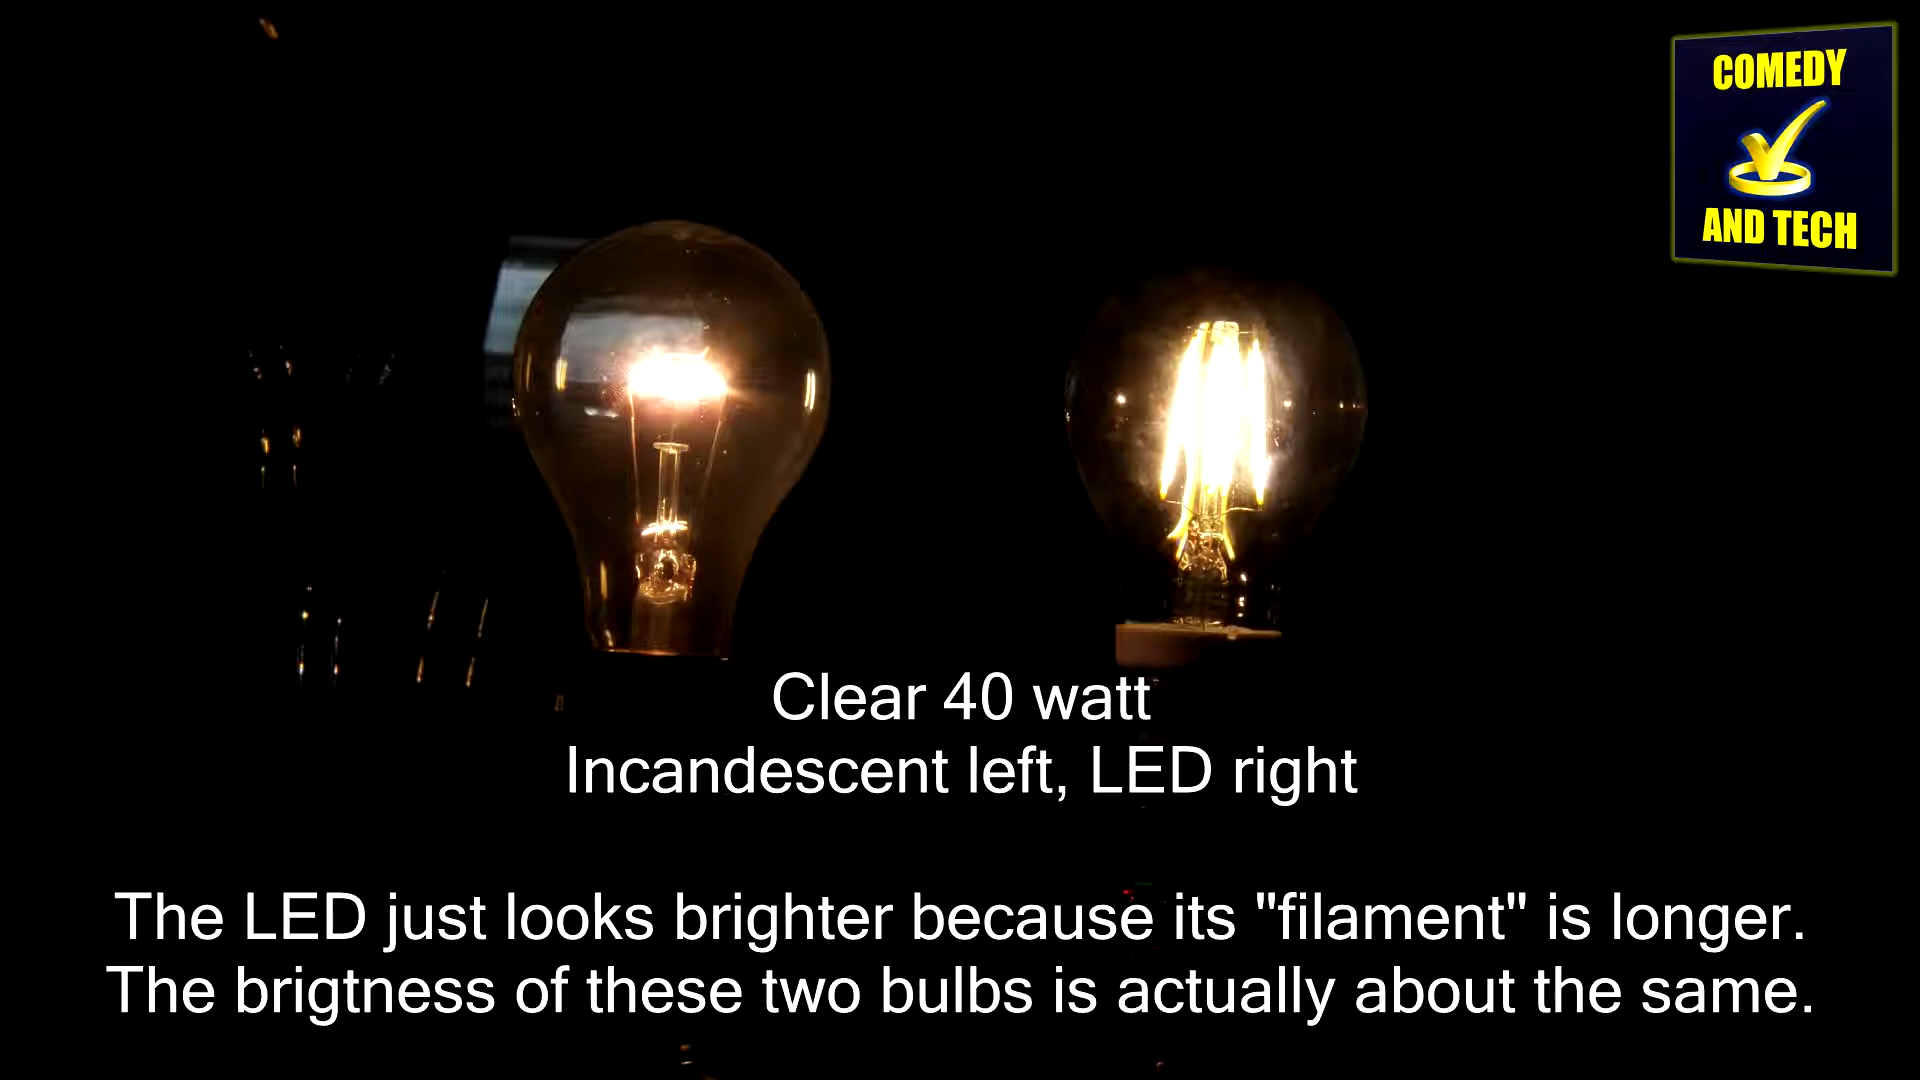 COMEDY
AND TECH
Clear 40 watt
Incandescent left, LED right
The LED just looks brighter because its "filament" is longer.
The brigtness of these two bulbs is actually about the same.